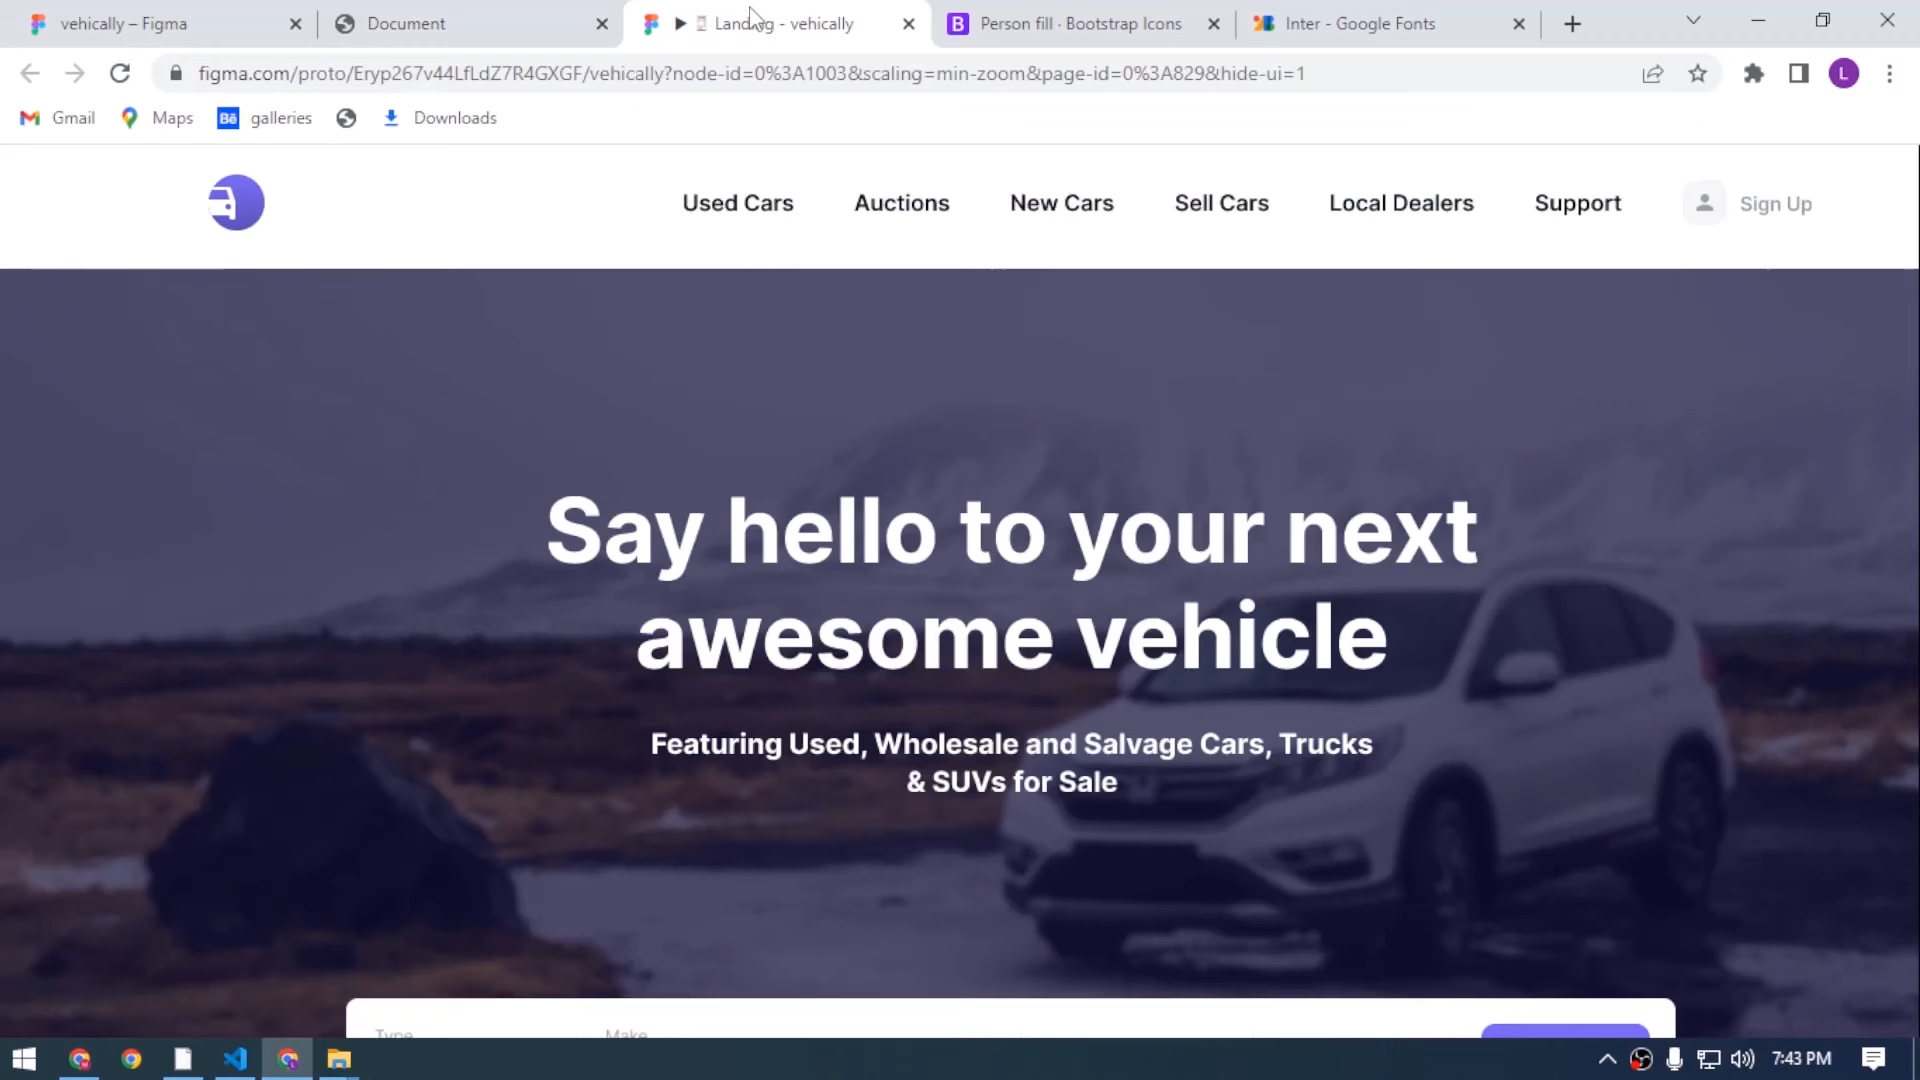 vehically – Figma
Document
Landing - vehically
Person fill · Bootstrap Icons
Inter - Google Fonts
figma.com/proto/Eryp267v44LfLdZ7R4GXGF/vehically?node-id=0%3A1003&scaling=min-zoom&page-id=0%3A829&hide-ui=1
L
Gmail
Maps
Bē galleries
Downloads
Used Cars
Auctions
New Cars
Sell Cars
Local Dealers
Support
Sign Up
Say hello to your next
awesome vehicle
Featuring Used, Wholesale and Salvage Cars, Trucks
& SUVs for Sale
Type
Make
7:43 PM